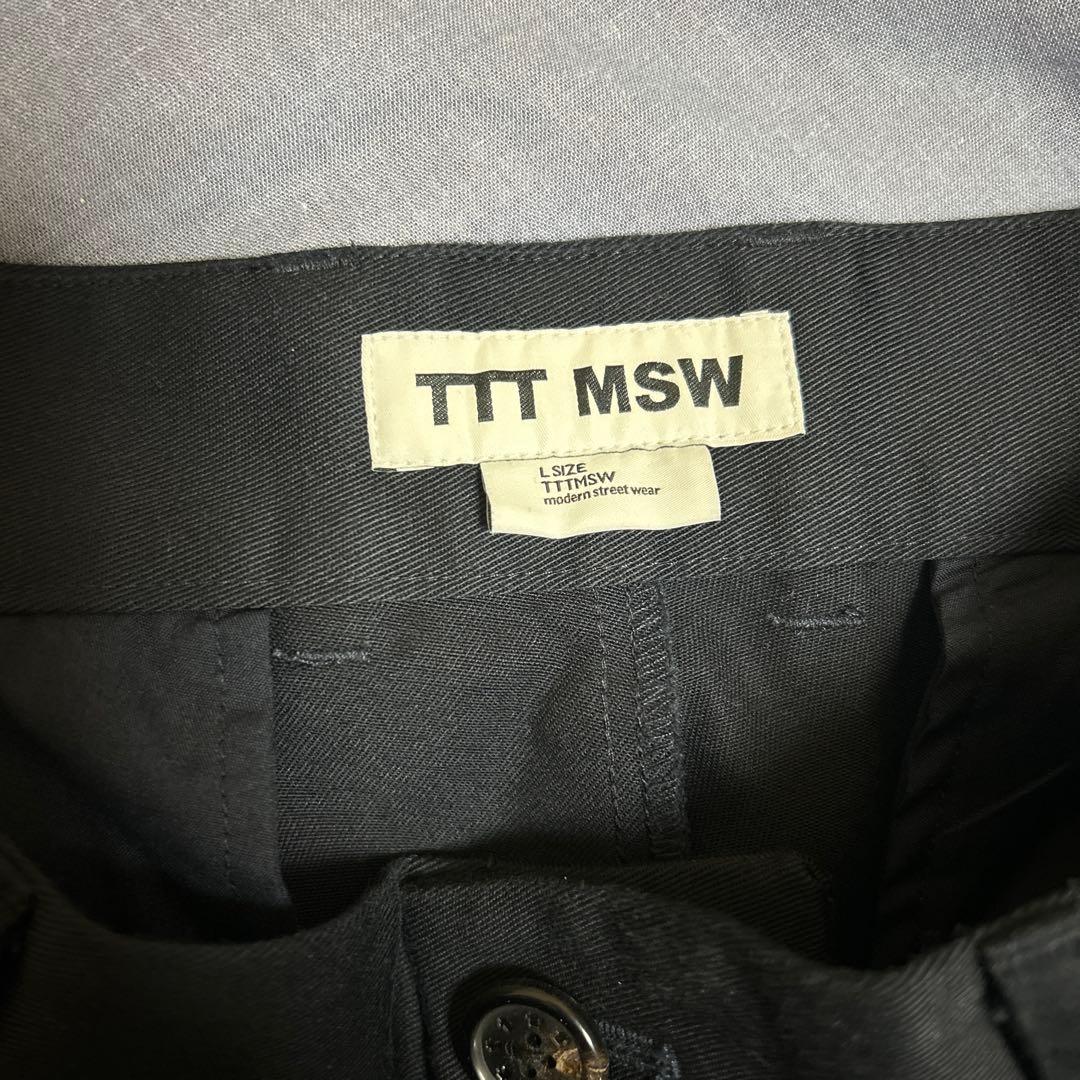 TTT MSW
L SIZE
TTTMSW
modern street wear